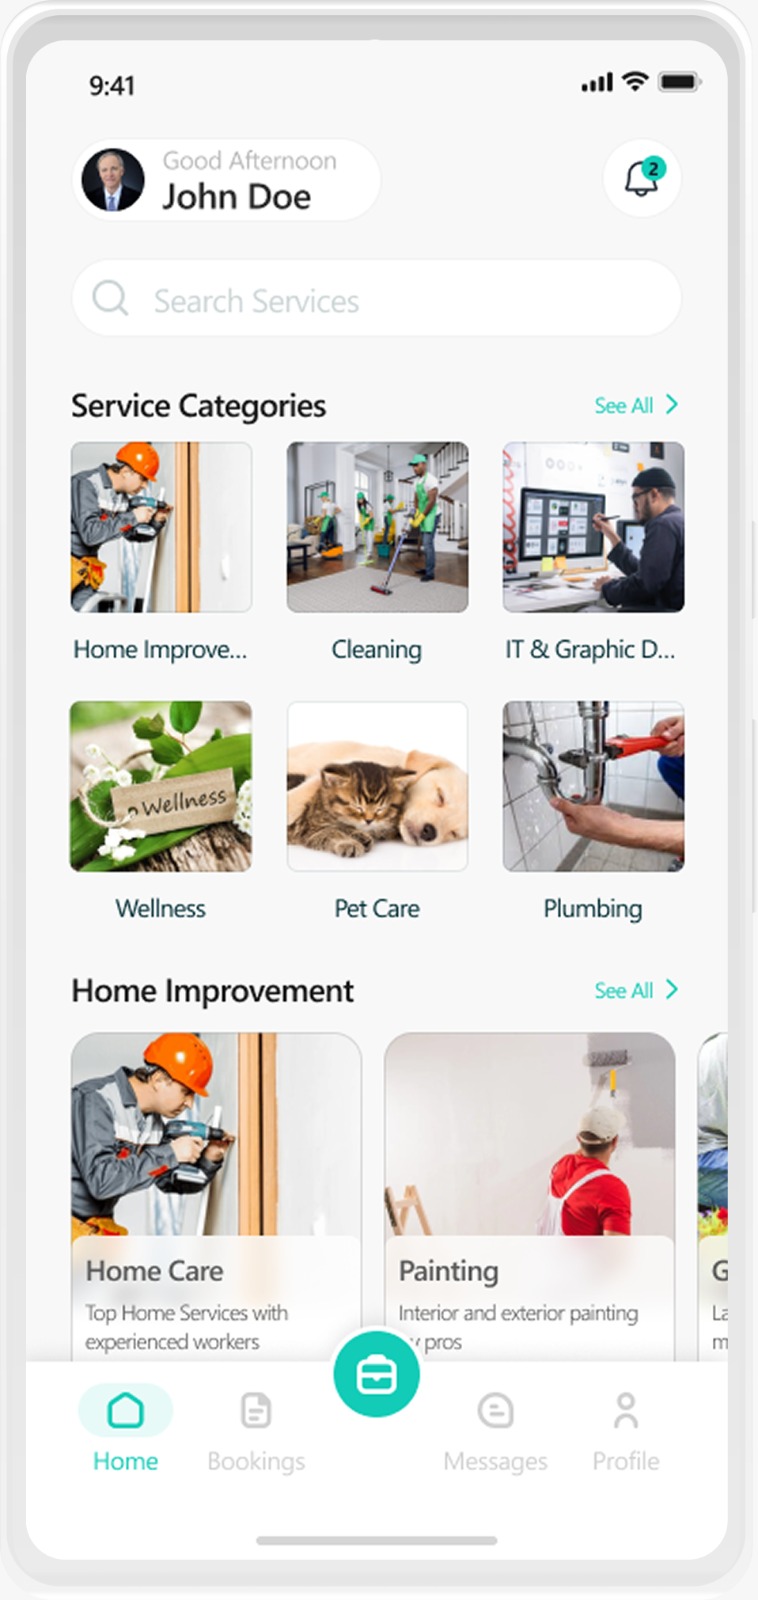 9:41
Good Afternoon
John Doe
2
Search Services
Service Categories
See All
Home Improve...
Cleaning
IT & Graphic D...
Wellness
Wellness
Pet Care
Plumbing
Home Improvement
See All
Home Care
Painting
G
Top Home Services with
experienced workers
Interior and exterior painting
y pros
La
m
Home
Bookings
Messages
Profile